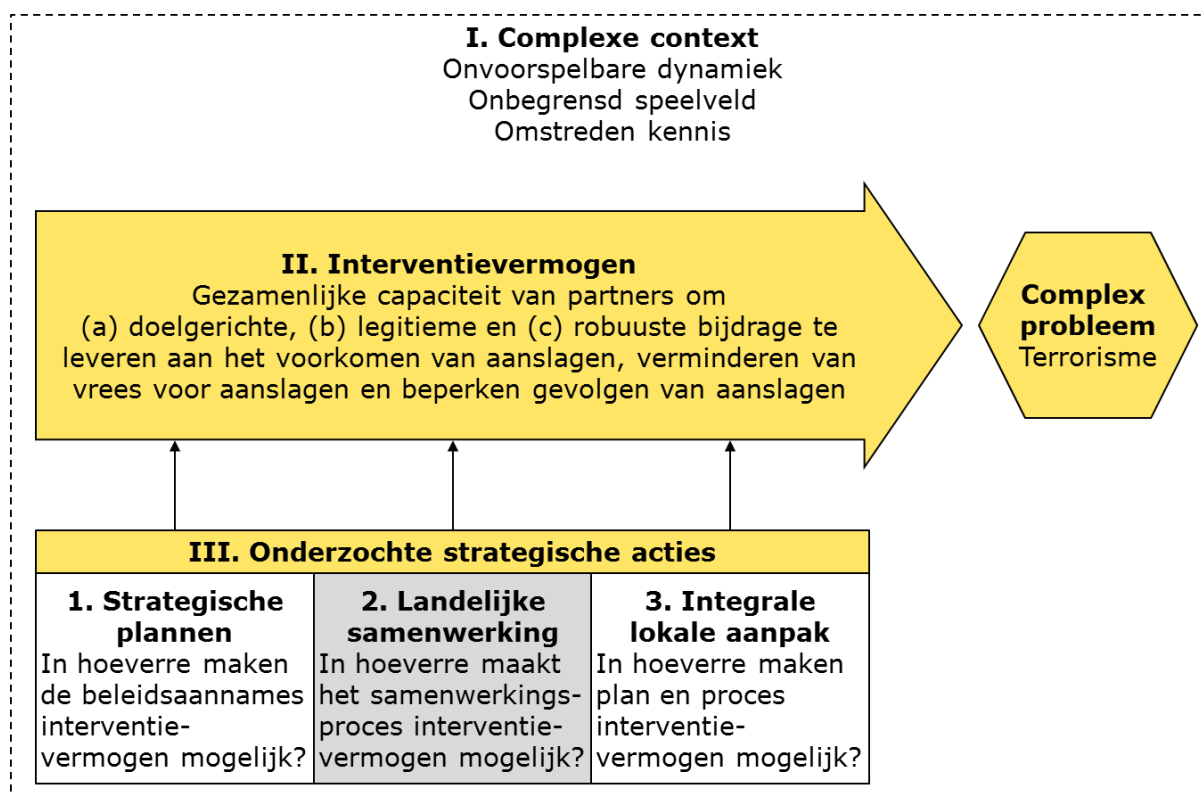 I. Complexe context
Onvoorspelbare dynamiek
Onbegrensd speelveld
Omstreden kennis
II. Interventievermogen
Gezamenlijke capaciteit van partners om
(a) doelgerichte, (b) legitieme en (c) robuuste bijdrage te
leveren aan het voorkomen van aanslagen, verminderen van
vrees voor aanslagen en beperken gevolgen van aanslagen
Complex
probleem
Terrorisme
III. Onderzochte strategische acties
1. Strategische
plannen
In hoeverre maken
de beleidsaannames
interventie-
vermogen mogelijk?
2. Landelijke
samenwerking
In hoeverre maakt
het samenwerkings-
proces interventie-
vermogen mogelijk?
3. Integrale
lokale aanpak
In hoeverre maken
plan en proces
interventie-
vermogen mogelijk?